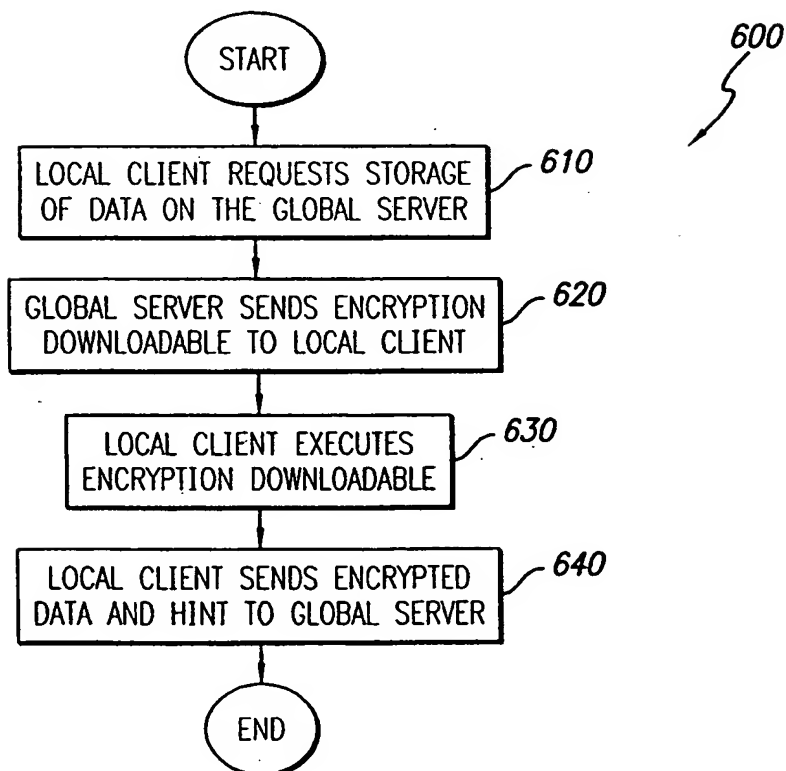 START
600
LOCAL CLIENT REQUESTS STORAGE
OF DATA ON THE GLOBAL SERVER
610
GLOBAL SERVER SENDS ENCRYPTION
DOWNLOADABLE TO LOCAL CLIENT
620
LOCAL CLIENT EXECUTES
ENCRYPTION DOWNLOADABLE
630
LOCAL CLIENT SENDS ENCRYPTED
DATA AND HINT TO GLOBAL SERVER
640
END